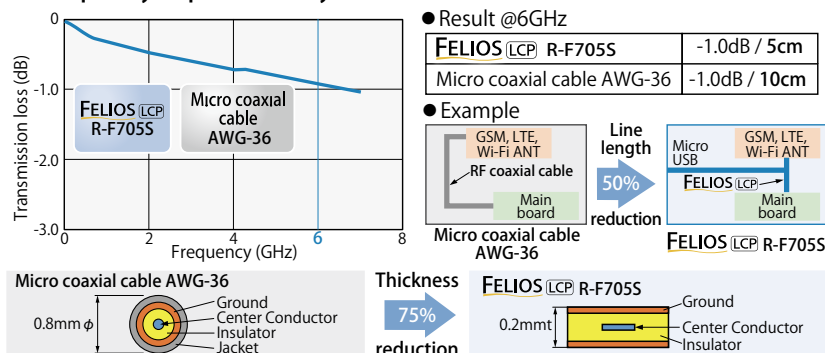 0
-1.0
-2.0
-3.0
Transmission loss (dB)
FELIOS LCP
R-F705S
Micro coaxial
cable
AWG-36
0
2
4
6
8
Frequency (GHz)
● Result @6GHz
FELIOS LCP R-F705S
-1.0dB / 5cm
Micro coaxial cable AWG-36
-1.0dB / 10cm
● Example
GSM, LTE,
Wi-Fi ANT
RF coaxial cable
Main
board
Micro coaxial cable
AWG-36
Line
length
50%
reduction
Micro
USB
GSM, LTE,
Wi-Fi ANT
FELIOS LCP
Main
board
FELIOS LCP R-F705S
Micro coaxial cable AWG-36
0.8mm ϕ
Ground
Center Conductor
Insulator
Jacket
Thickness
75%
reduction
FELIOS LCP R-F705S
0.2mmt
Ground
Center Conductor
Insulator